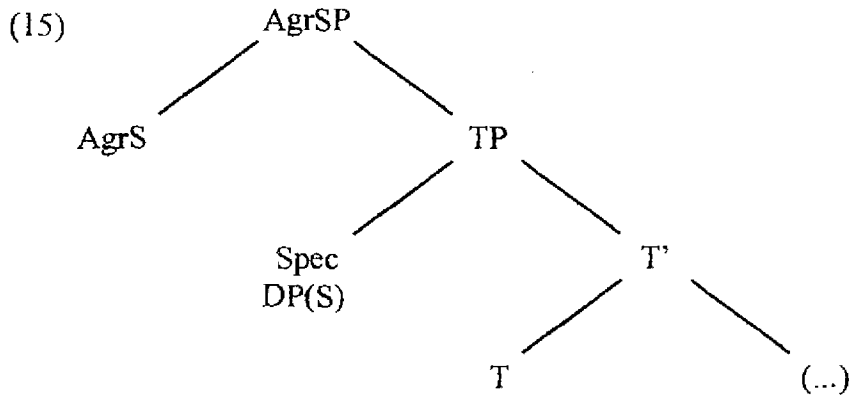 (15) AgrSP
AgrS TP
Spec T’
DP(S)
T (...)